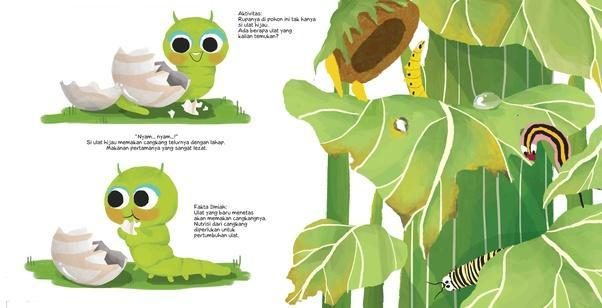 Aktivitas:
Rupanya di pohon ini tak hanya
si ulat hijau.
Ada berapa ulat yang
kalian temukan?
"Nyam... nyam...!"
Si ulat hijau memakan cangkang telurnya dengan lahap.
Makanan pertamanya yang sangat lezat.
Fakta Ilmiah:
Ulat yang baru menetas
akan memakan cangkangnya.
Nutrisi dari cangkang
diperlukan untuk
pertumbuhan ulat.